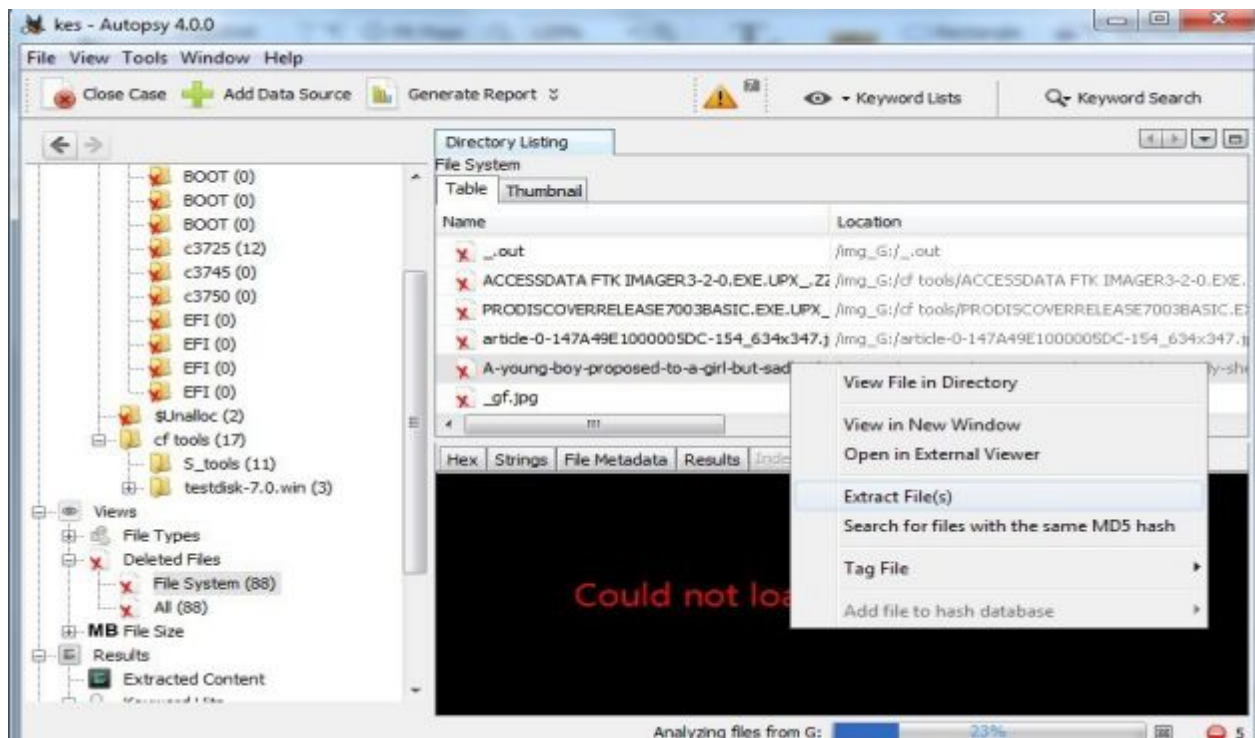 kes - Autopsy 4.0.0
File View Tools Window Help
Close Case Add Data Source Generate Report Keyword Lists Keyword Search
Directory Listing
File System
Table Thumbnail
Name Location
_.out /img_G:/_.out
ACCESSDATA FTK IMAGER3-2-0.EXE.UPX_.ZZ /img_G:/cf tools/ACCESSDATA FTK IMAGER3-2-0.EXE.
PRODISCOVERRELEASE7003BASIC.EXE.UPX_ /img_G:/cf tools/PRODISCOVERRELEASE7003BASIC.E
article-0-147A49E1000005DC-154_634x347.j /img_G:/article-0-147A49E1000005DC-154_634x347.j
A-young-boy-proposed-to-a-girl-but-sad
_gf.jpg
BOOT (0)
BOOT (0)
BOOT (0)
c3725 (12)
c3745 (0)
c3750 (0)
EFI (0)
EFI (0)
EFI (0)
EFI (0)
$Unalloc (2)
cf tools (17)
S_tools (11)
testdisk-7.0.win (3)
Views
File Types
Deleted Files
File System (88)
All (88)
MB File Size
Results
Extracted Content
Hex Strings File Metadata Results
Could not loa
View File in Directory
View in New Window
Open in External Viewer
Extract File(s)
Search for files with the same MD5 hash
Tag File
Add file to hash database
Analyzing files from G: 23% 5